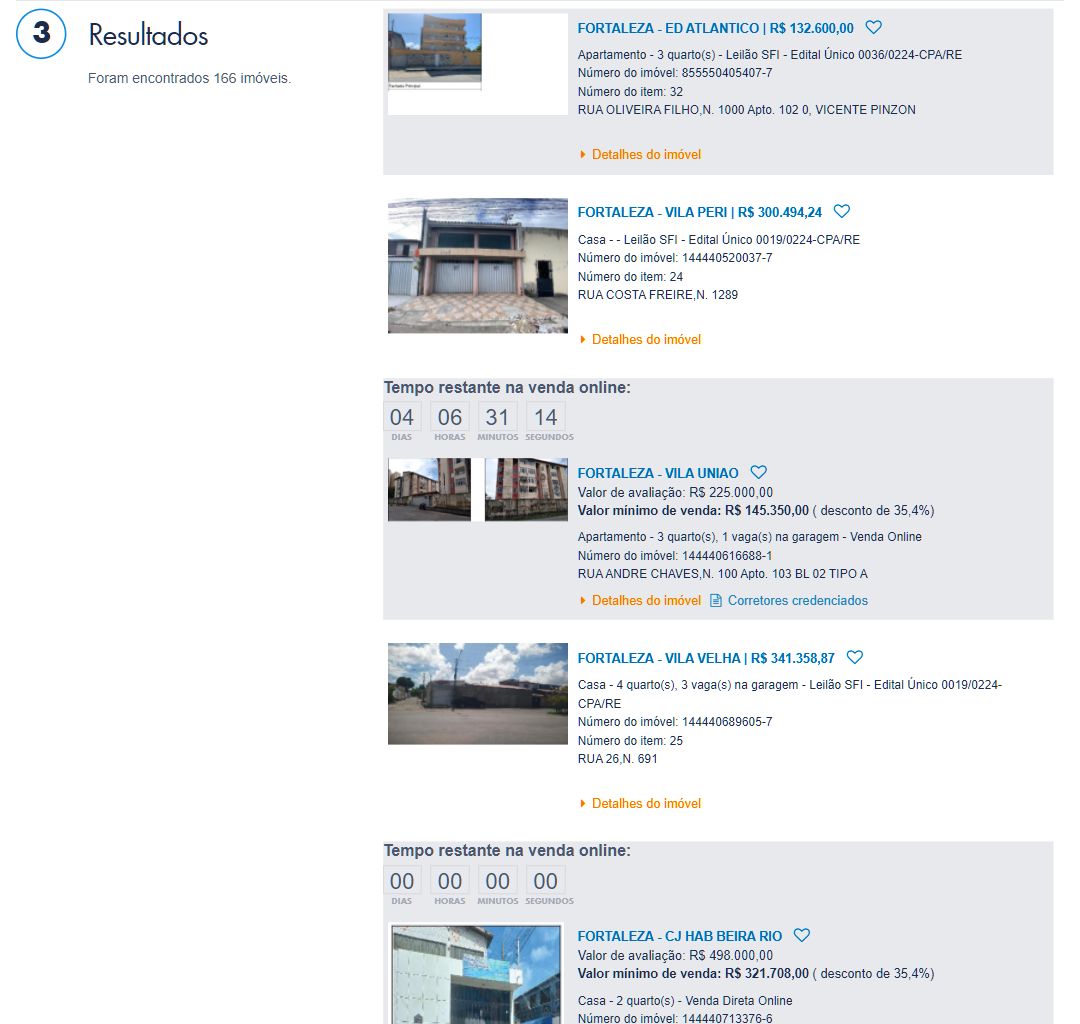 3
Resultados
Foram encontrados 166 imóveis.
FORTALEZA - ED ATLANTICO | R$ 132.600,00
Apartamento - 3 quarto(s) - Leilão SFI - Edital Único 0036/0224-CPA/RE
Número do imóvel: 855550405407-7
Número do item: 32
RUA OLIVEIRA FILHO,N. 1000 Apto. 102 0, VICENTE PINZON
Detalhes do imóvel
Fachada Principal
FORTALEZA - VILA PERI | R$ 300.494,24
Casa - - Leilão SFI - Edital Único 0019/0224-CPA/RE
Número do imóvel: 144440520037-7
Número do item: 24
RUA COSTA FREIRE,N. 1289
Detalhes do imóvel
Tempo restante na venda online:
04 06 31 14
DIAS HORAS MINUTOS SEGUNDOS
FORTALEZA - VILA UNIAO
Valor de avaliação: R$ 225.000,00
Valor mínimo de venda: R$ 145.350,00 ( desconto de 35,4%)
Apartamento - 3 quarto(s), 1 vaga(s) na garagem - Venda Online
Número do imóvel: 144440616688-1
RUA ANDRE CHAVES,N. 100 Apto. 103 BL 02 TIPO A
Detalhes do imóvel Corretores credenciados
FORTALEZA - VILA VELHA | R$ 341.358,87
Casa - 4 quarto(s), 3 vaga(s) na garagem - Leilão SFI - Edital Único 0019/0224-
CPA/RE
Número do imóvel: 144440689605-7
Número do item: 25
RUA 26,N. 691
Detalhes do imóvel
Tempo restante na venda online:
00 00 00 00
DIAS HORAS MINUTOS SEGUNDOS
FORTALEZA - CJ HAB BEIRA RIO
Valor de avaliação: R$ 498.000,00
Valor mínimo de venda: R$ 321.708,00 ( desconto de 35,4%)
Casa - 2 quarto(s) - Venda Direta Online
Número do imóvel: 144440713376-6